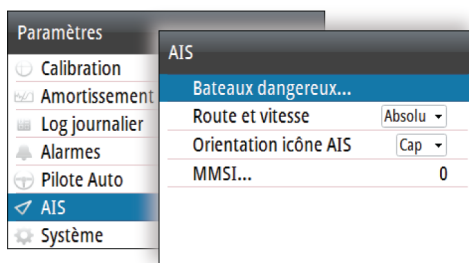 Paramètres
Calibration
Amortissement
Log journalier
Alarmes
Pilote Auto
AIS
Système
AIS
Bateaux dangereux...
Route et vitesse Absolu
Orientation icône AIS Cap
MMSI... 0